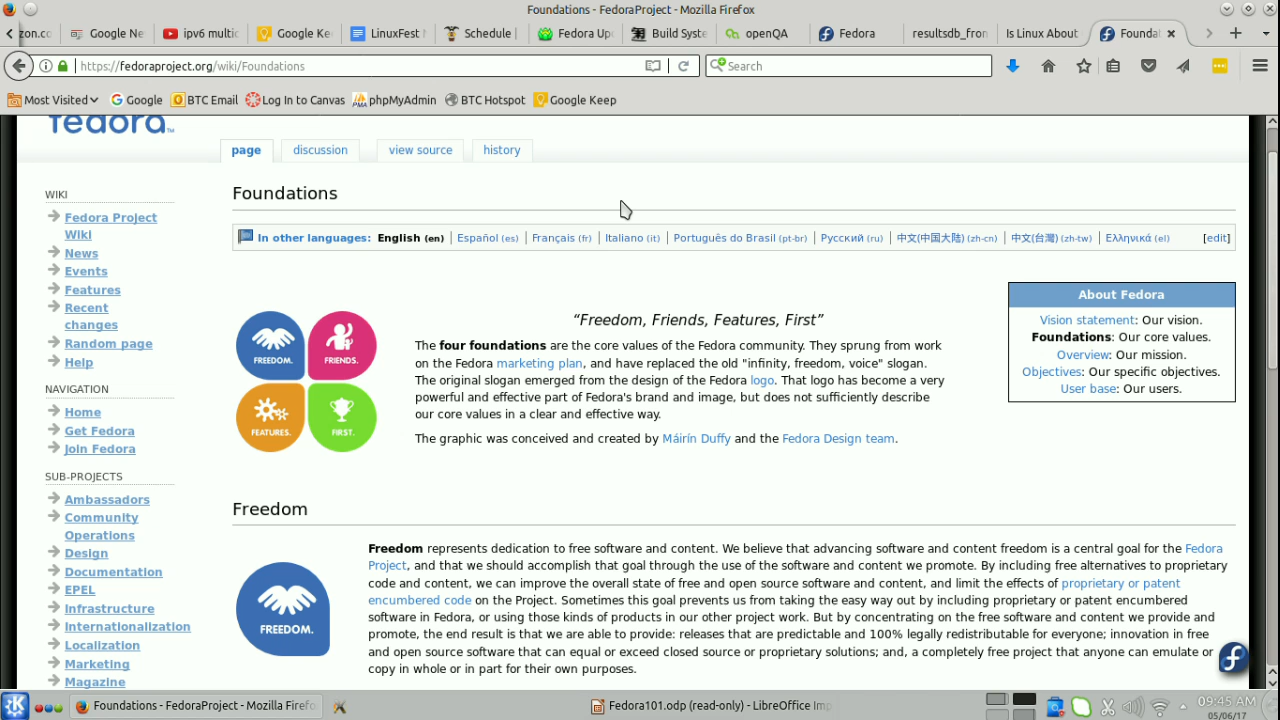 Foundations - FedoraProject - Mozilla Firefox
zon.co
Google Ne
ipv6 multic
Google Ke
LinuxFest
Schedule |
Fedora Up
Build Syste
openQA
Fedora
resultsdb_fron
Is Linux About
Founda
https://fedoraproject.org/wiki/Foundations
Search
Most Visited
Google
BTC Email
Log In to Canvas
phpMyAdmin
BTC Hotspot
Google Keep
fedora™
page
discussion
view source
history
WIKI
Fedora Project
Wiki
News
Events
Features
Recent
changes
Random page
Help
NAVIGATION
Home
Get Fedora
Join Fedora
SUB-PROJECTS
Ambassadors
Community
Operations
Design
Documentation
EPEL
Infrastructure
Internationalization
Localization
Marketing
Magazine
Foundations
In other languages: English (en) | Español (es) | Français (fr) | Italiano (it) | Português do Brasil (pt-br) | Русский (ru) | 中文(中国大陆) (zh-cn) | 中文(台灣) (zh-tw) | Ελληνικά (el) [edit]
FREEDOM.
FRIENDS.
FEATURES.
FIRST.
“Freedom, Friends, Features, First”
The four foundations are the core values of the Fedora community. They sprung from work
on the Fedora marketing plan, and have replaced the old "infinity, freedom, voice" slogan.
The original slogan emerged from the design of the Fedora logo. That logo has become a very
powerful and effective part of Fedora's brand and image, but does not sufficiently describe
our core values in a clear and effective way.
The graphic was conceived and created by Máirín Duffy and the Fedora Design team.
About Fedora
Vision statement: Our vision.
Foundations: Our core values.
Overview: Our mission.
Objectives: Our specific objectives.
User base: Our users.
Freedom
FREEDOM.
Freedom represents dedication to free software and content. We believe that advancing software and content freedom is a central goal for the Fedora
Project, and that we should accomplish that goal through the use of the software and content we promote. By including free alternatives to proprietary
code and content, we can improve the overall state of free and open source software and content, and limit the effects of proprietary or patent
encumbered code on the Project. Sometimes this goal prevents us from taking the easy way out by including proprietary or patent encumbered
software in Fedora, or using those kinds of products in our other project work. But by concentrating on the free software and content we provide and
promote, the end result is that we are able to provide: releases that are predictable and 100% legally redistributable for everyone; innovation in free
and open source software that can equal or exceed closed source or proprietary solutions; and, a completely free project that anyone can emulate or
copy in whole or in part for their own purposes.
Foundations - FedoraProject - Mozilla Firefo
Fedora101.odp (read-only) - LibreOffice Imp
09:45 AM
05/06/17